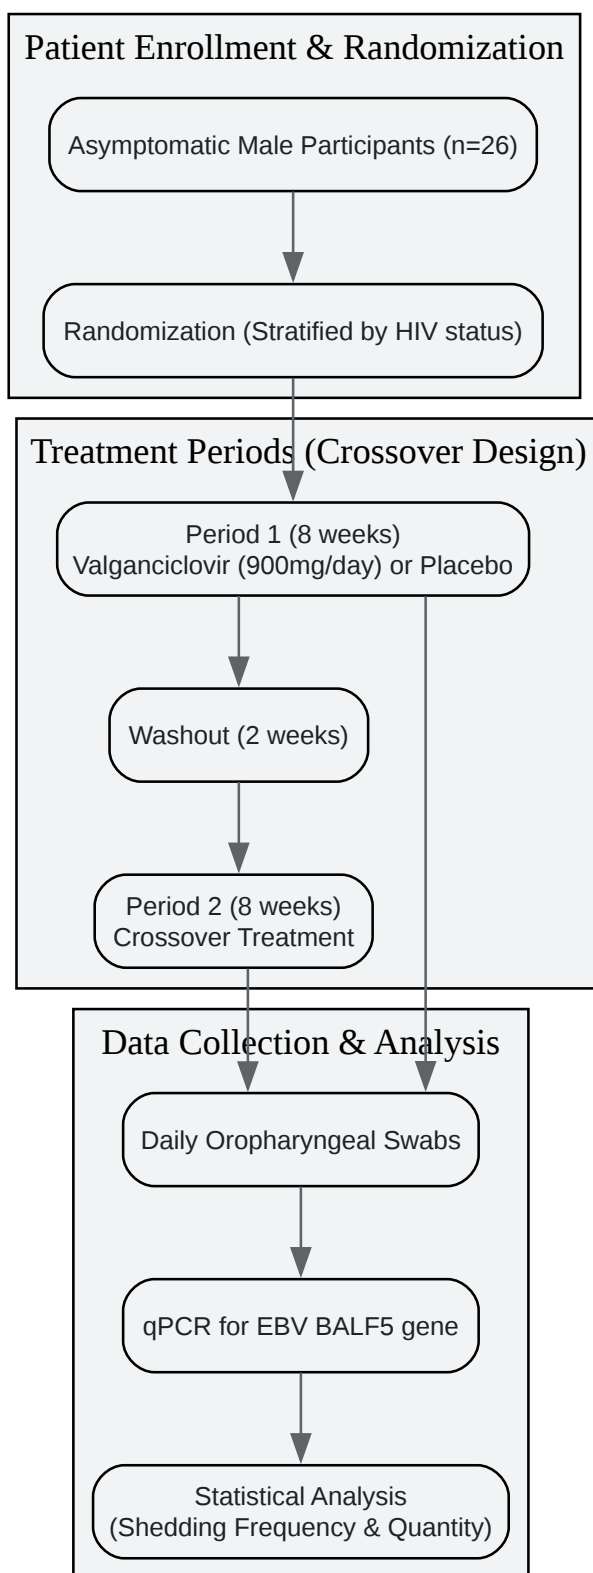 Patient Enrollment & Randomization
Asymptomatic Male Participants (n=26)
Randomization (Stratified by HIV status)
Treatment Periods (Crossover Design)
Period 1 (8 weeks)
Valganciclovir (900mg/day) or Placebo
Washout (2 weeks)
Period 2 (8 weeks)
Crossover Treatment
Data Collection & Analysis
Daily Oropharyngeal Swabs
qPCR for EBV BALF5 gene
Statistical Analysis
(Shedding Frequency & Quantity)